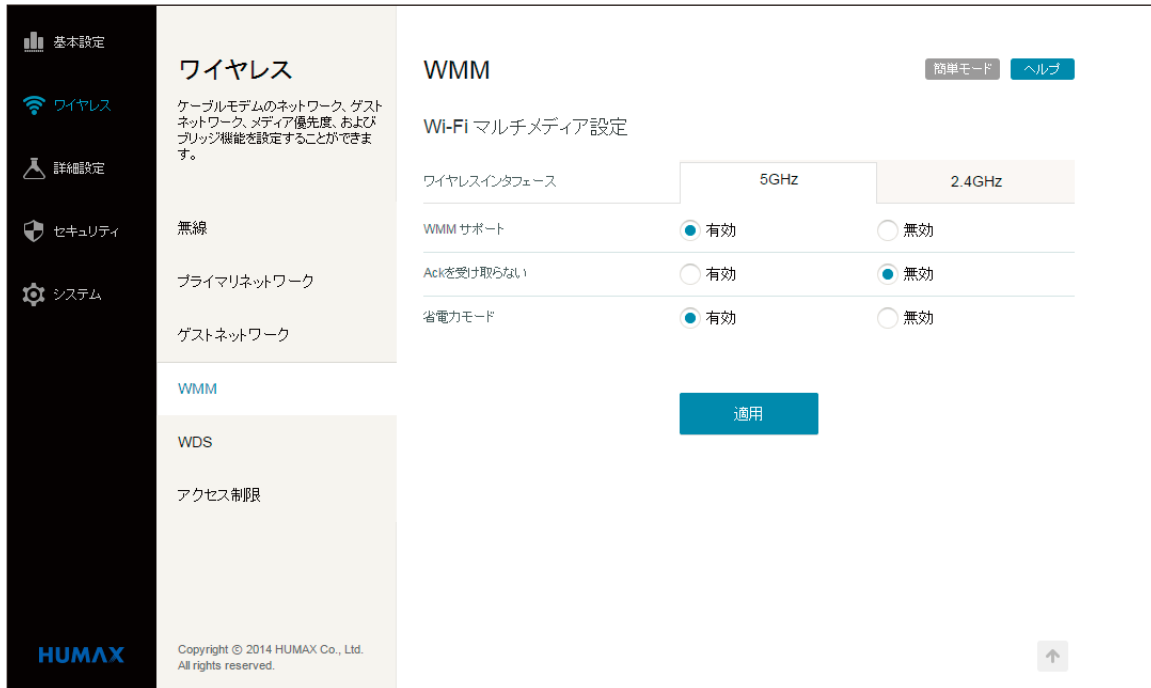 基本設定
ワイヤレス
詳細設定
セキュリティ
システム
HUMAX
ワイヤレス
ケーブルモデムのネットワーク、ゲスト
ネットワーク、メディア優先度、および
ブリッジ機能を設定することができま
す。
無線
プライマリネットワーク
ゲストネットワーク
WMM
WDS
アクセス制限
Copyright © 2014 HUMAX Co., Ltd.
All rights reserved.
WMM
簡単モード ヘルプ
Wi-Fi マルチメディア設定
ワイヤレスインタフェース 5GHz 2.4GHz
WMM サポート 有効 無効
Ackを受け取らない 有効 無効
省電力モード 有効 無効
適用